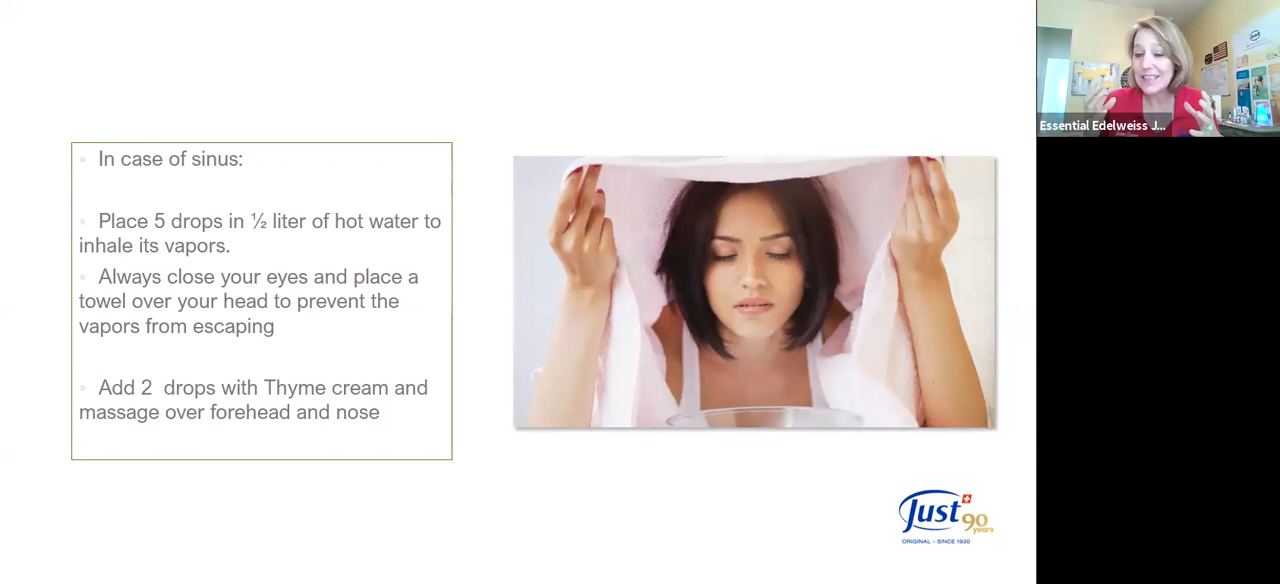 In case of sinus:
Place 5 drops in ½ liter of hot water to
inhale its vapors.
Always close your eyes and place a
towel over your head to prevent the
vapors from escaping
Add 2 drops with Thyme cream and
massage over forehead and nose
Essential Edelweiss J...
Just 90
years
ORIGINAL - SINCE 1930